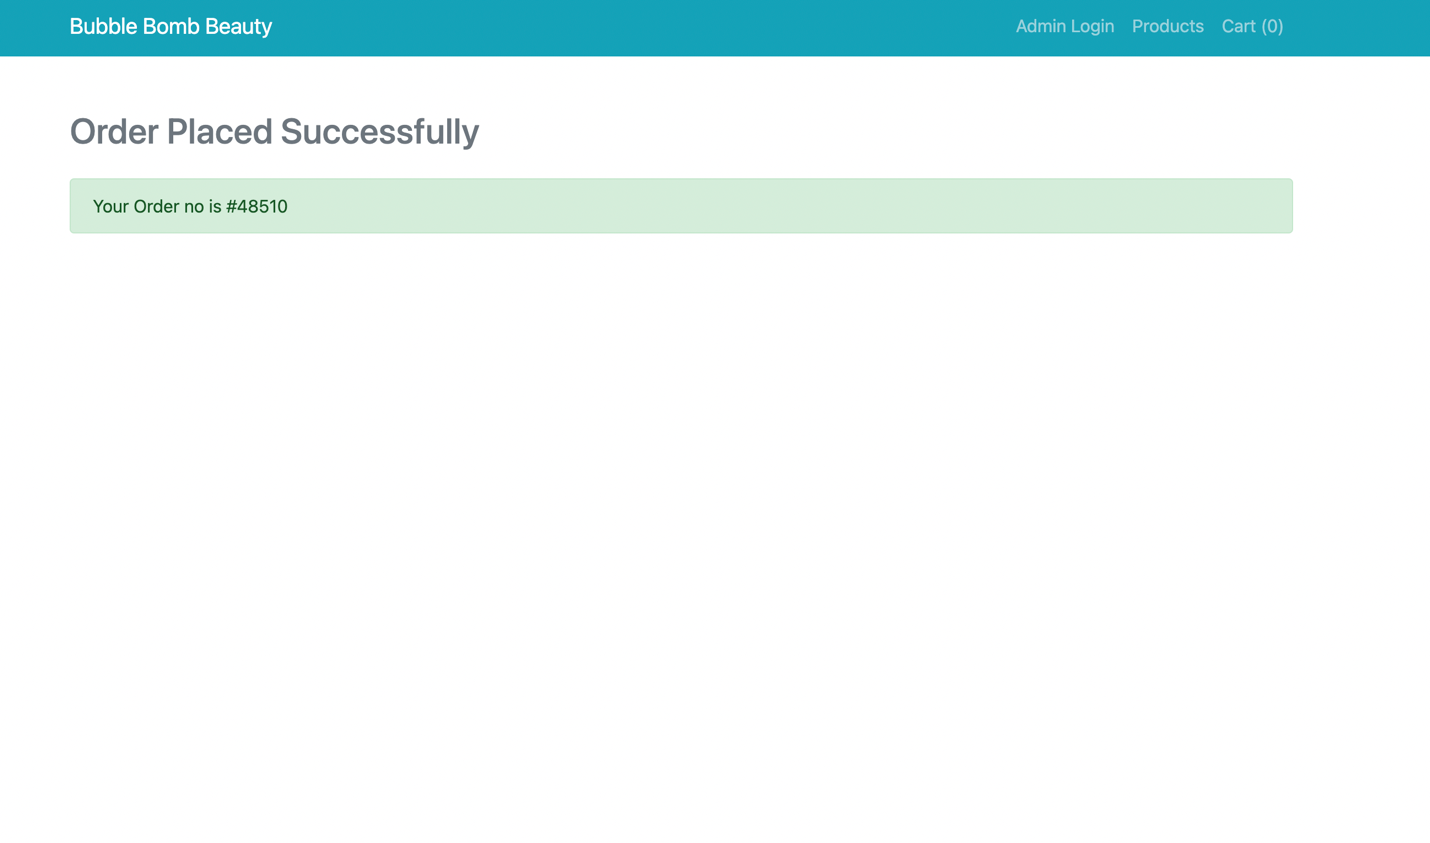 Bubble Bomb Beauty
Admin Login Products Cart (0)
Order Placed Successfully
Your Order no is #48510